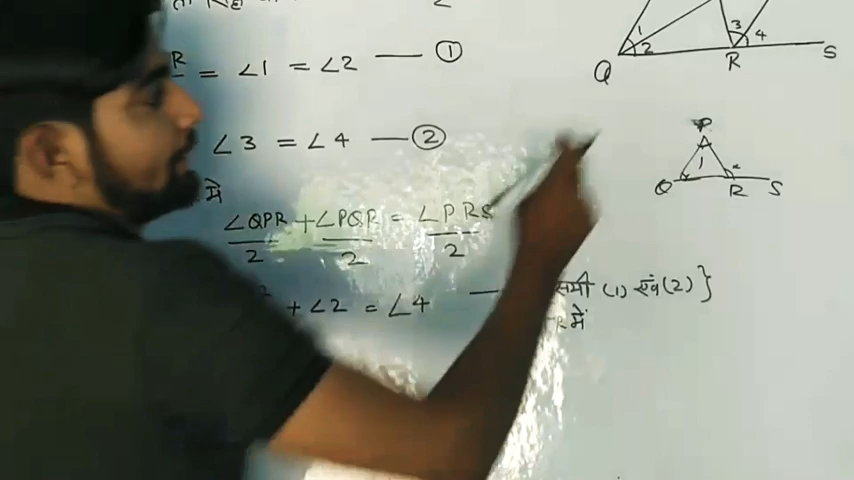 = ∠1 = ∠2 —— ①
∠3 = ∠4 —— ②
में
∠QPR/2 + ∠PQR/2 = ∠PRS/2
+ ∠2 = ∠4 ——
(1) एवं (2)}
में
1
2
3
4
Q
R
S
P
1
Q
R
S